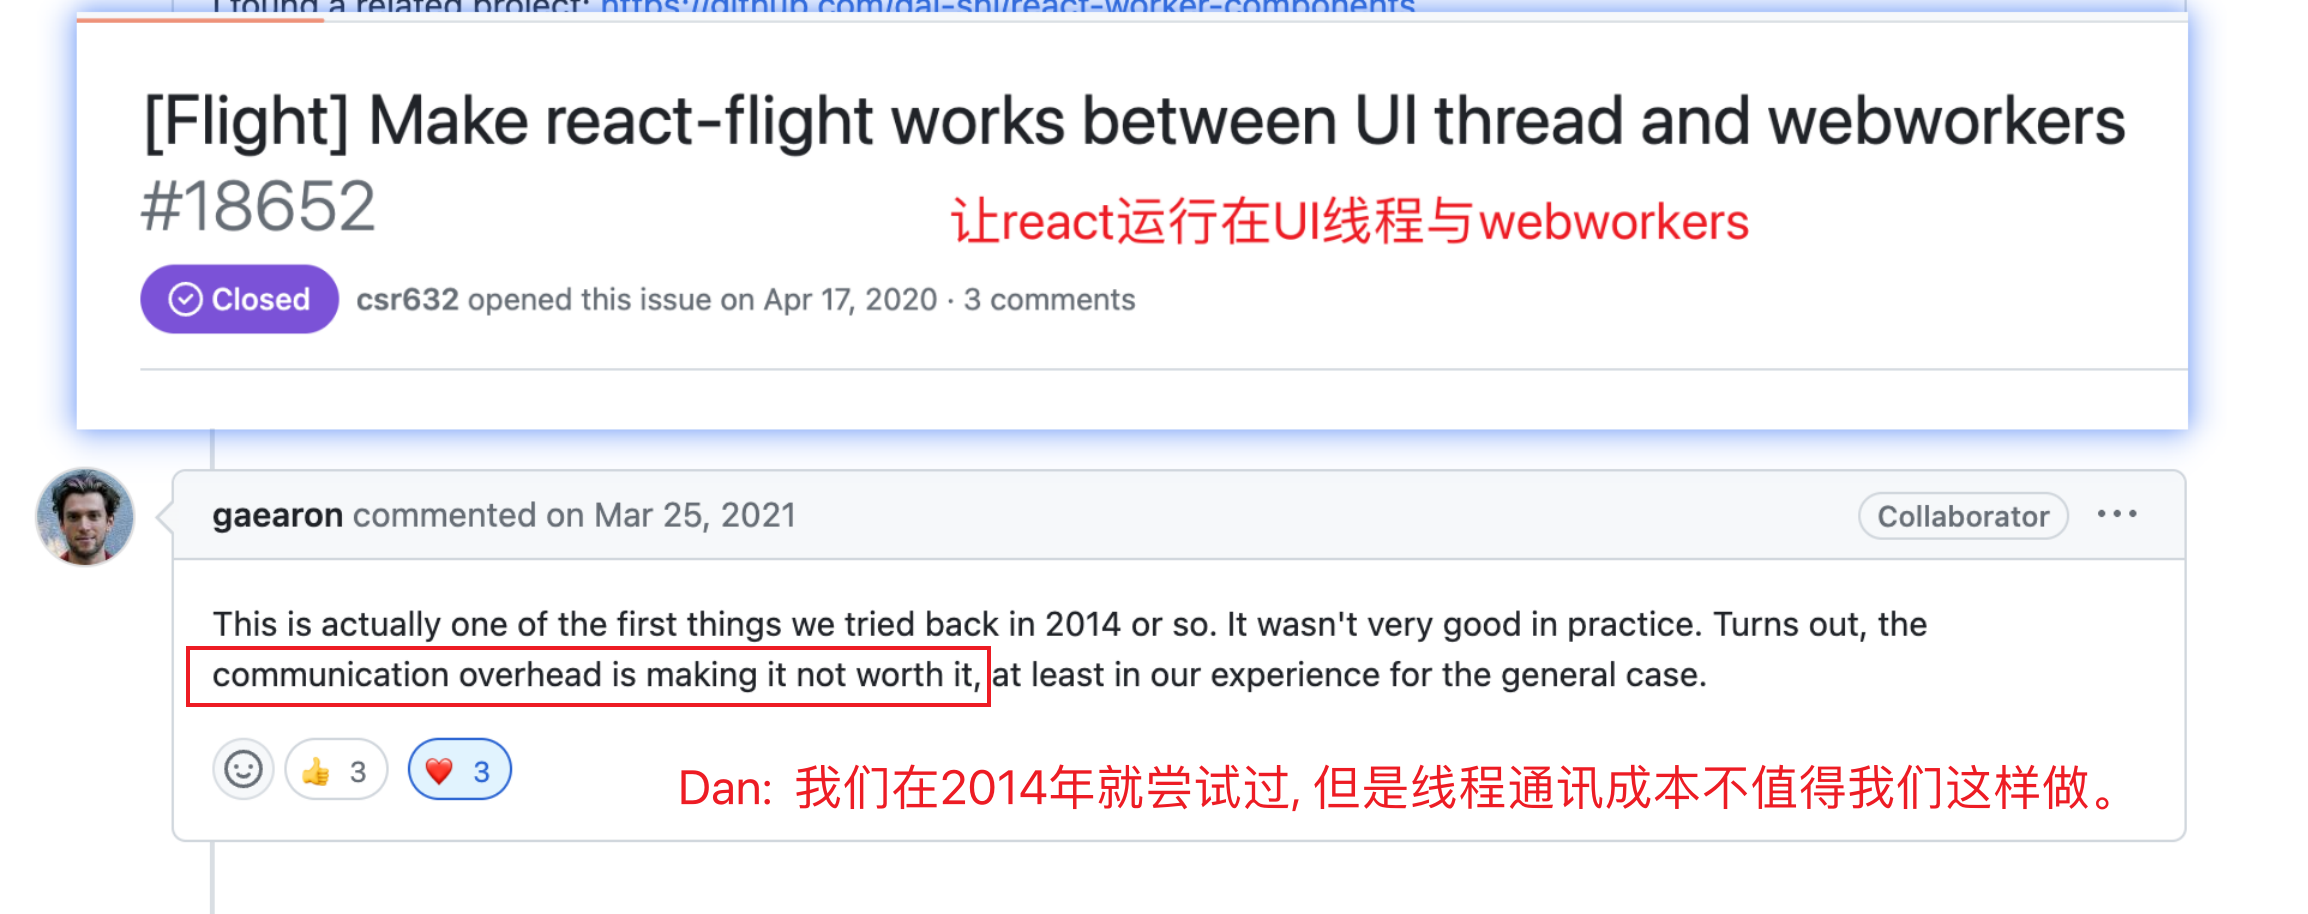 I found a related project: https://github.com/dai-shi/react-worker-components
[Flight] Make react-flight works between UI thread and webworkers
#18652
让react运行在UI线程与webworkers
Closed csr632 opened this issue on Apr 17, 2020 · 3 comments
gaearon commented on Mar 25, 2021 Collaborator ···
This is actually one of the first things we tried back in 2014 or so. It wasn't very good in practice. Turns out, the
communication overhead is making it not worth it, at least in our experience for the general case.
👍 3 ❤️ 3
Dan: 我们在2014年就尝试过, 但是线程通讯成本不值得我们这样做。